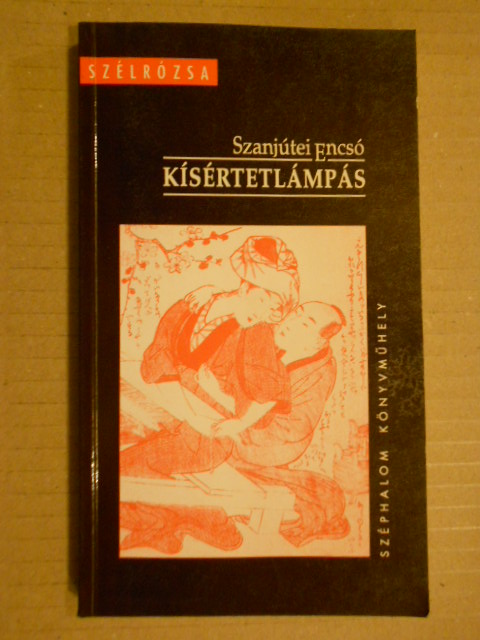 SZÉLRÓZSA
Szanjútei Encsó
KÍSÉRTETLÁMPÁS
SZÉPHALOM KÖNYVMŰHELY